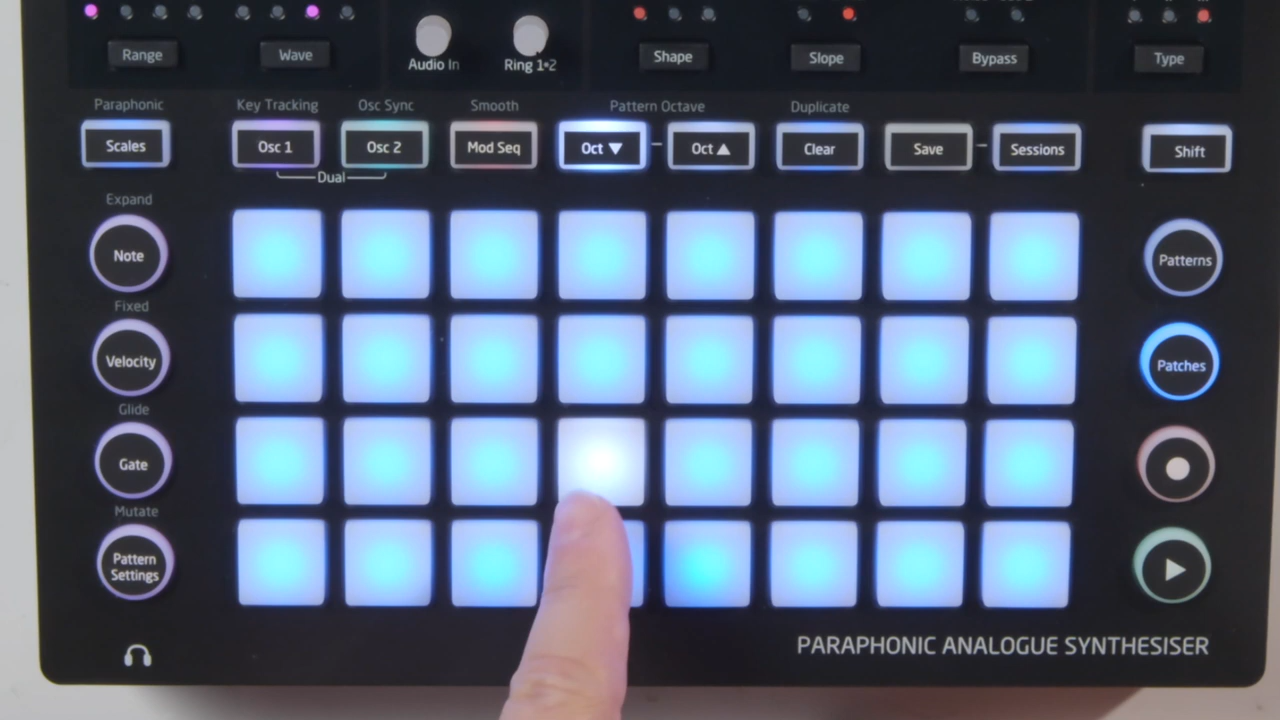 Range
Wave
Audio In
Ring 1•2
Shape
Slope
Bypass
Type
Paraphonic
Key Tracking
Osc Sync
Smooth
Pattern Octave
Duplicate
Scales
Osc 1
Osc 2
Mod Seq
Oct ▼
Oct ▲
Clear
Save
Sessions
Shift
Dual
Expand
Note
Patterns
Fixed
Velocity
Patches
Glide
Gate
Mutate
Pattern
Settings
PARAPHONIC ANALOGUE SYNTHESISER